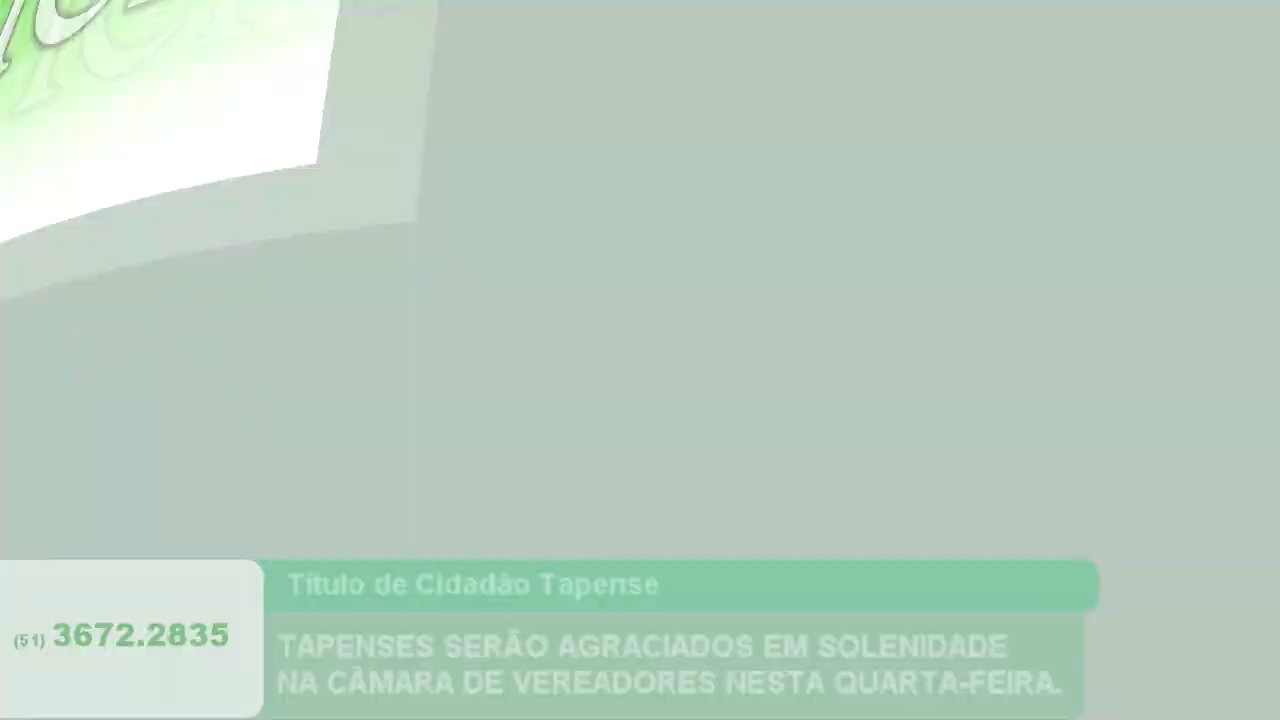 Título de Cidadão Tapense
(51) 3672.2835
TAPENSES SERÃO AGRACIADOS EM SOLENIDADE
NA CÂMARA DE VEREADORES NESTA QUARTA-FEIRA.